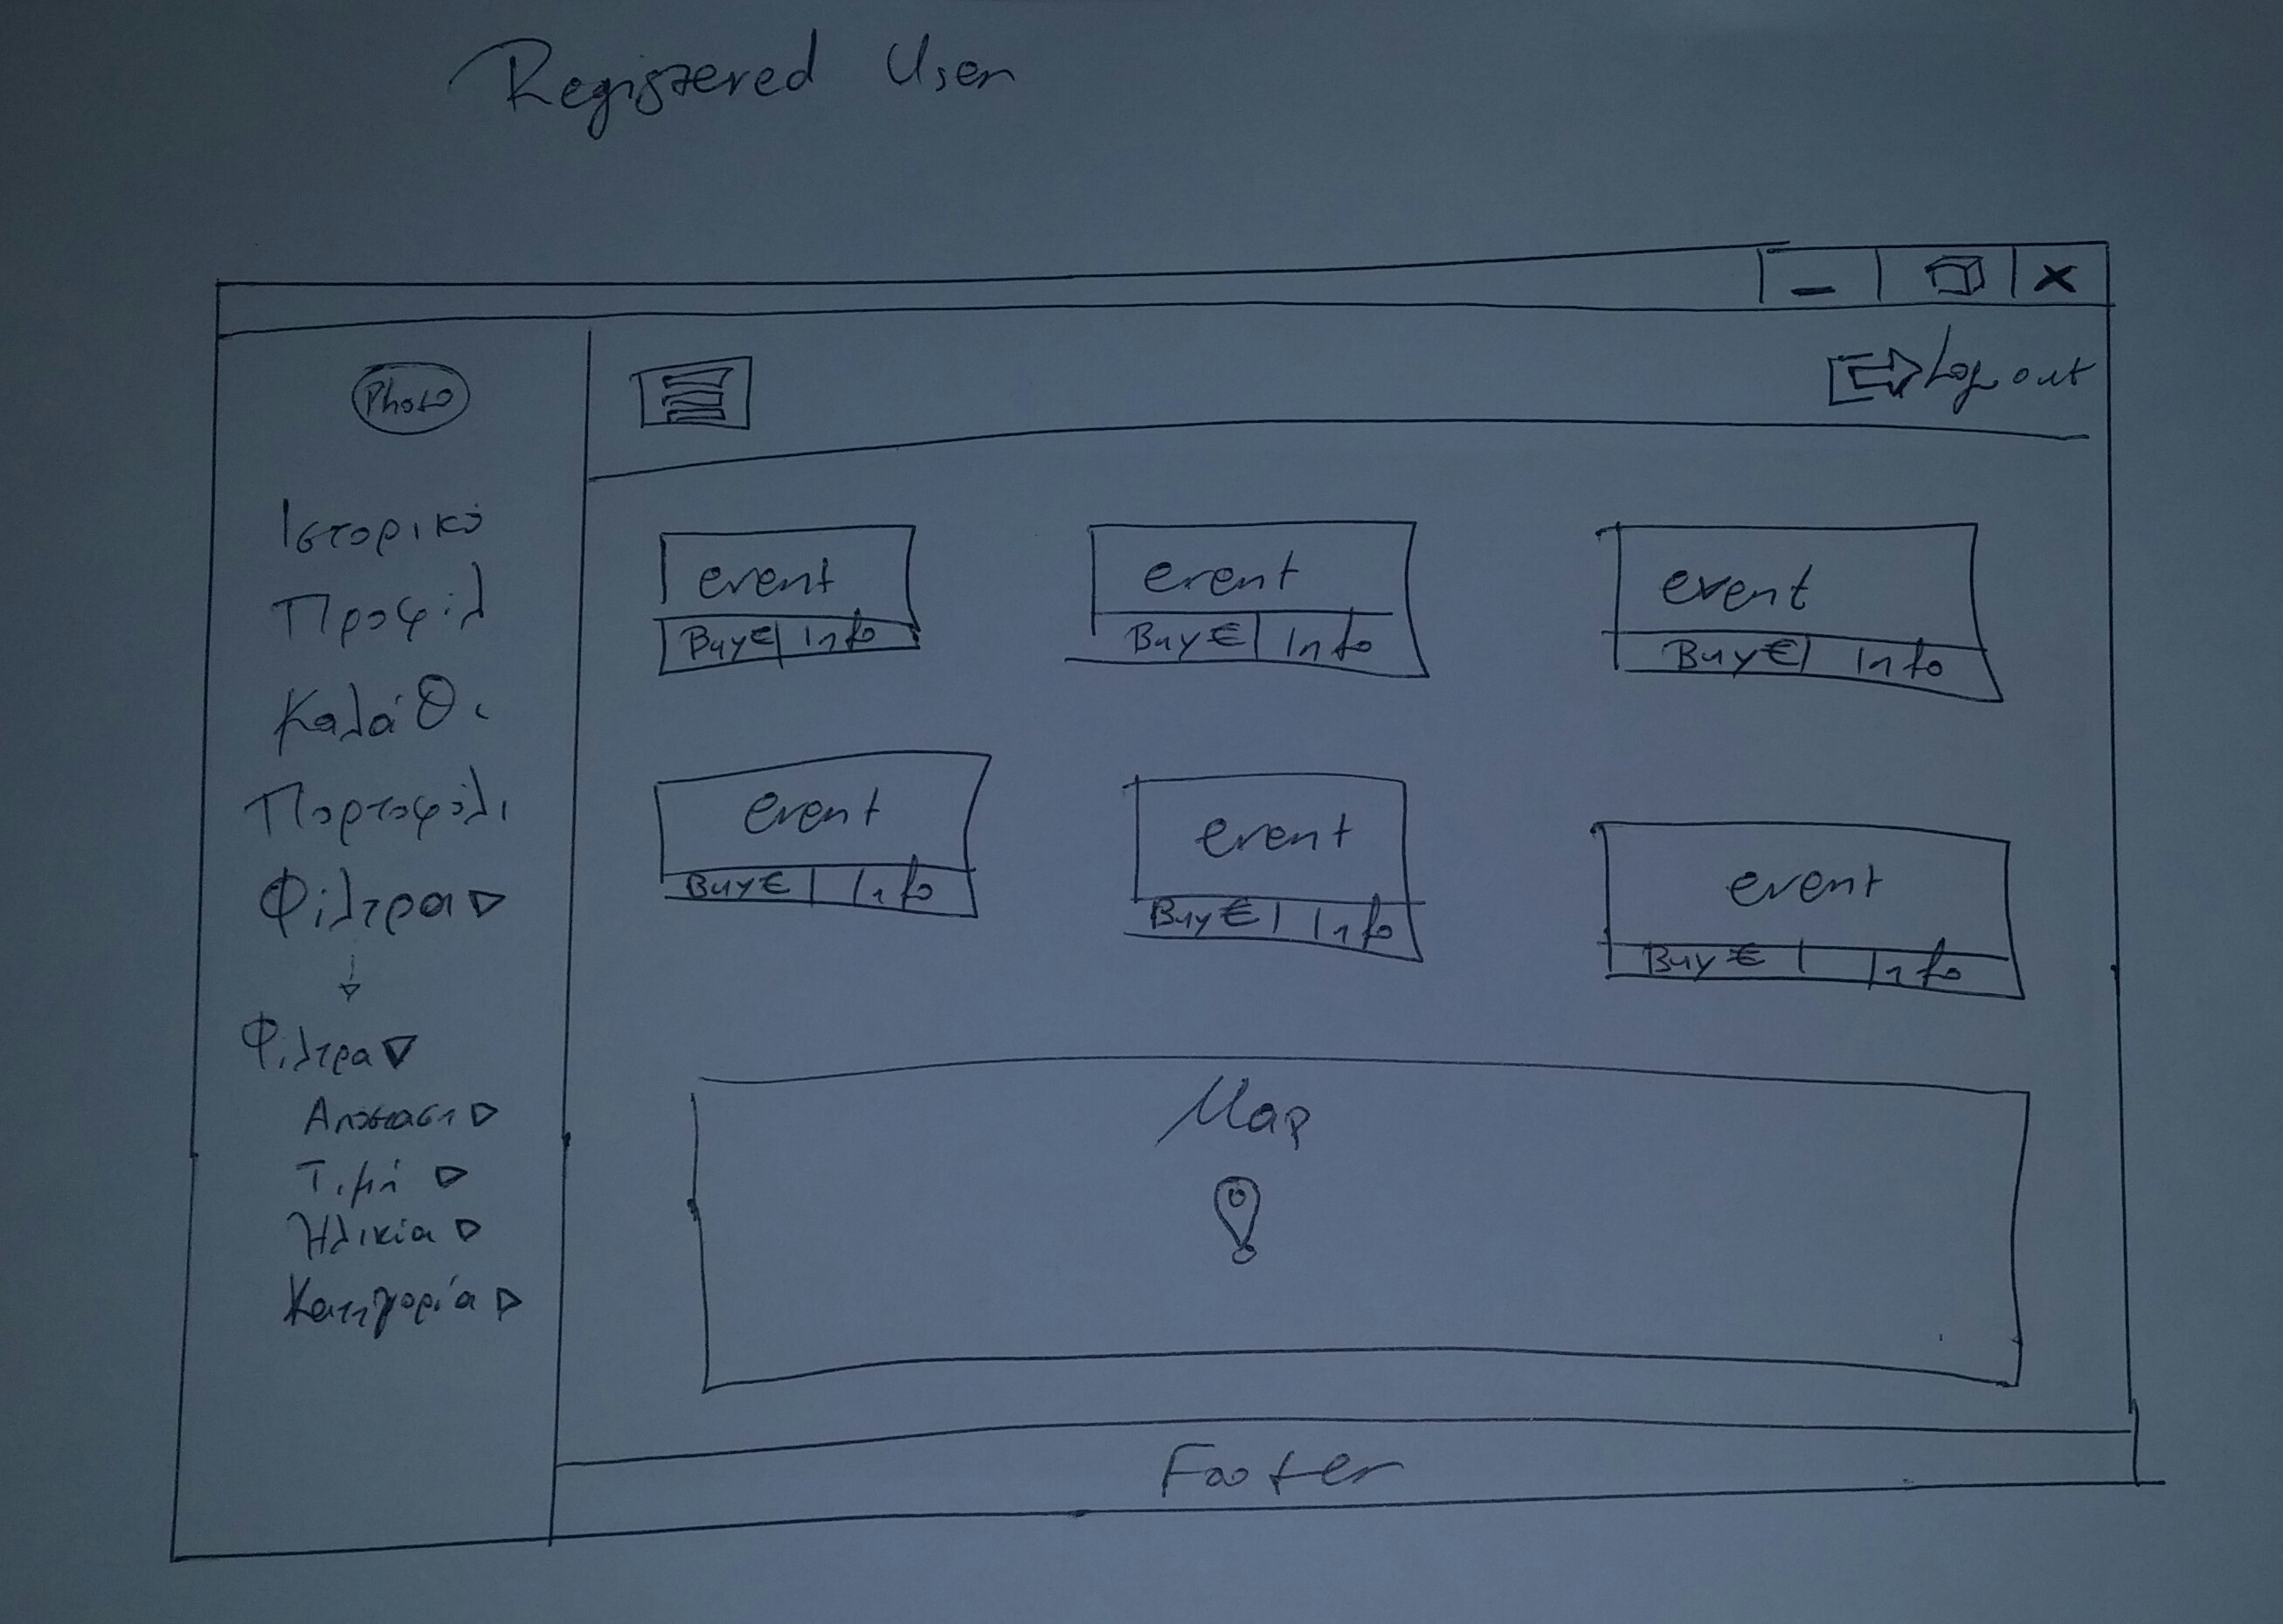 Registered User
Photo
Log out
Ιστορικό
Προφίλ
Καλάθι
Πορτοφόλι
Φίλτρα
Φίλτρα
Απόσταση
Τιμή
Ηλικία
Κατηγορία
event
Buy € Info
event
Buy € Info
event
Buy € Info
event
Buy € Info
event
Buy € Info
event
Buy € Info
Map
Footer